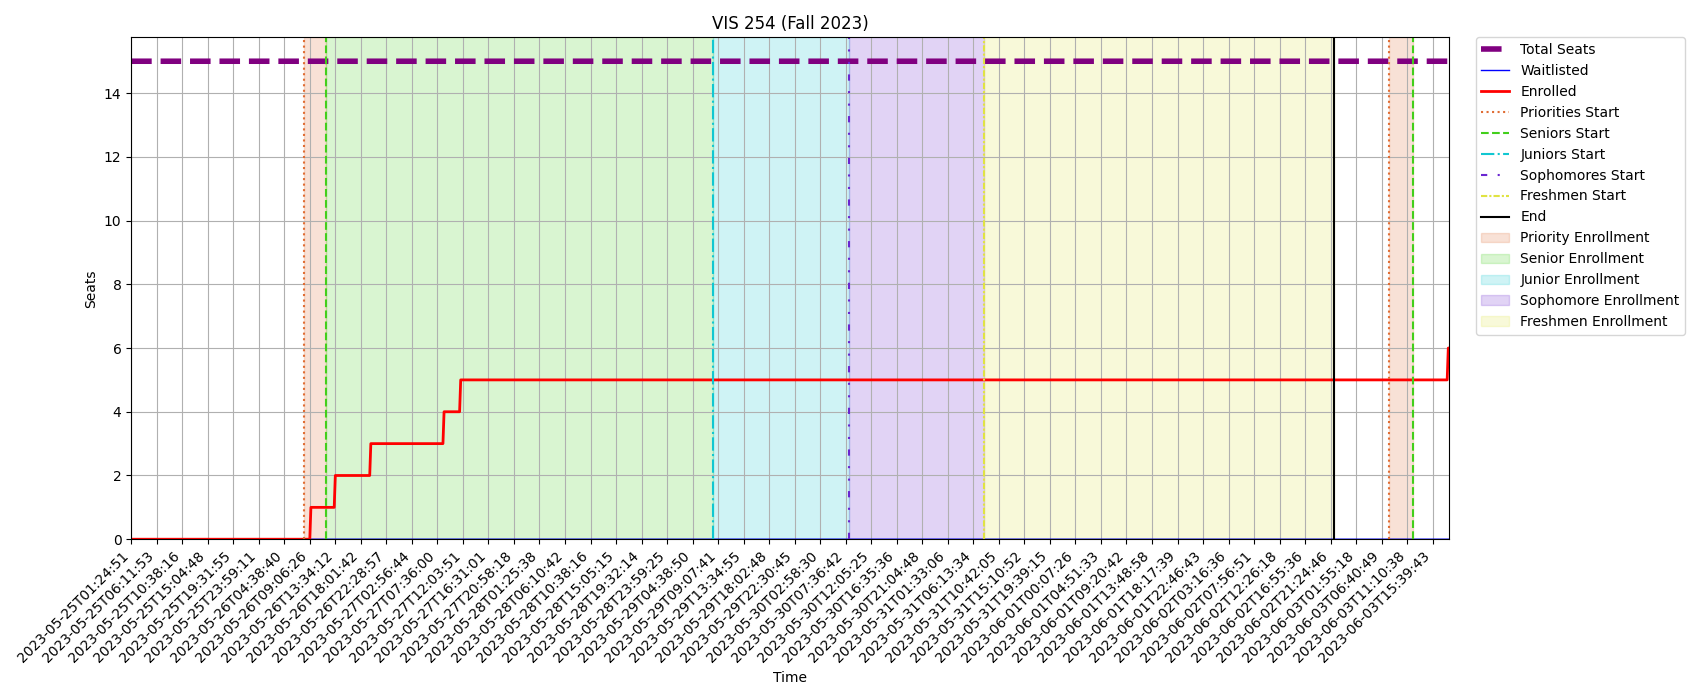 VIS 254 (Fall 2023)
Seats
14
12
10
8
6
4
2
0
2023-05-25T01:24:51
2023-05-25T06:11:53
2023-05-25T10:38:16
2023-05-25T15:04:48
2023-05-25T19:31:55
2023-05-25T23:59:11
2023-05-26T04:38:40
2023-05-26T09:06:26
2023-05-26T13:34:12
2023-05-26T18:01:42
2023-05-26T22:28:57
2023-05-27T02:56:44
2023-05-27T07:36:00
2023-05-27T12:03:51
2023-05-27T16:31:01
2023-05-27T20:58:18
2023-05-28T01:25:38
2023-05-28T06:10:42
2023-05-28T10:38:16
2023-05-28T15:05:15
2023-05-28T19:32:14
2023-05-28T23:59:25
2023-05-29T04:38:50
2023-05-29T09:07:41
2023-05-29T13:34:55
2023-05-29T18:02:48
2023-05-29T22:30:45
2023-05-30T02:58:30
2023-05-30T07:36:42
2023-05-30T12:05:25
2023-05-30T16:35:36
2023-05-30T21:04:48
2023-05-31T01:33:06
2023-05-31T06:13:34
2023-05-31T10:42:05
2023-05-31T15:10:52
2023-05-31T19:39:15
2023-06-01T00:07:26
2023-06-01T04:51:33
2023-06-01T09:20:42
2023-06-01T13:48:58
2023-06-01T18:17:39
2023-06-01T22:46:43
2023-06-02T03:16:36
2023-06-02T07:56:51
2023-06-02T12:26:18
2023-06-02T16:55:36
2023-06-02T21:24:46
2023-06-03T01:55:18
2023-06-03T06:40:49
2023-06-03T11:10:38
2023-06-03T15:39:43
Time
Total Seats
Waitlisted
Enrolled
Priorities Start
Seniors Start
Juniors Start
Sophomores Start
Freshmen Start
End
Priority Enrollment
Senior Enrollment
Junior Enrollment
Sophomore Enrollment
Freshmen Enrollment